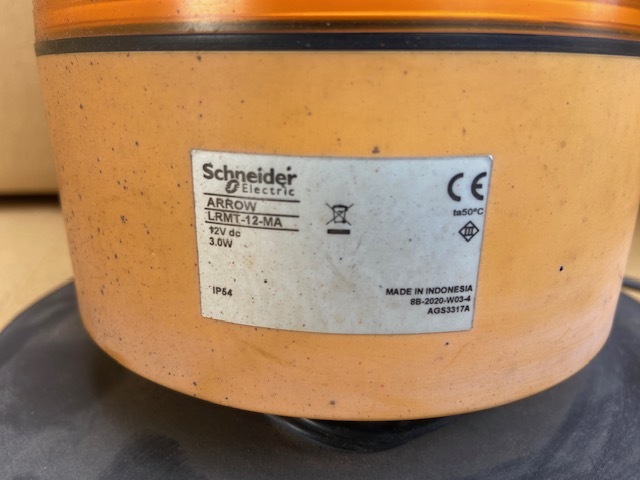 Schneider
Electric
ARROW
LRMT-12-MA
12V dc
3.0W
IP54
CE
ta50°C
III
MADE IN INDONESIA
8B-2020-W03-4
AGS3317A